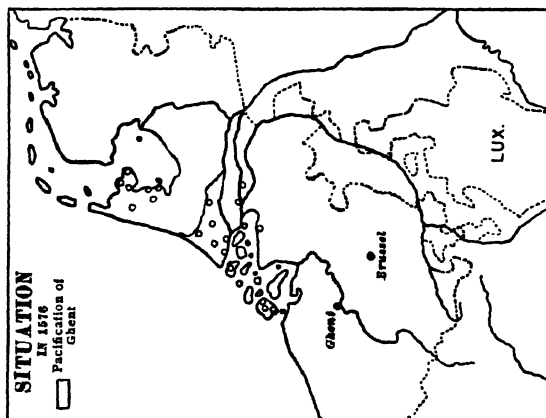 SITUATION
IN 1576
Pacification of
Ghent
Ghent
Brussel
LUX.